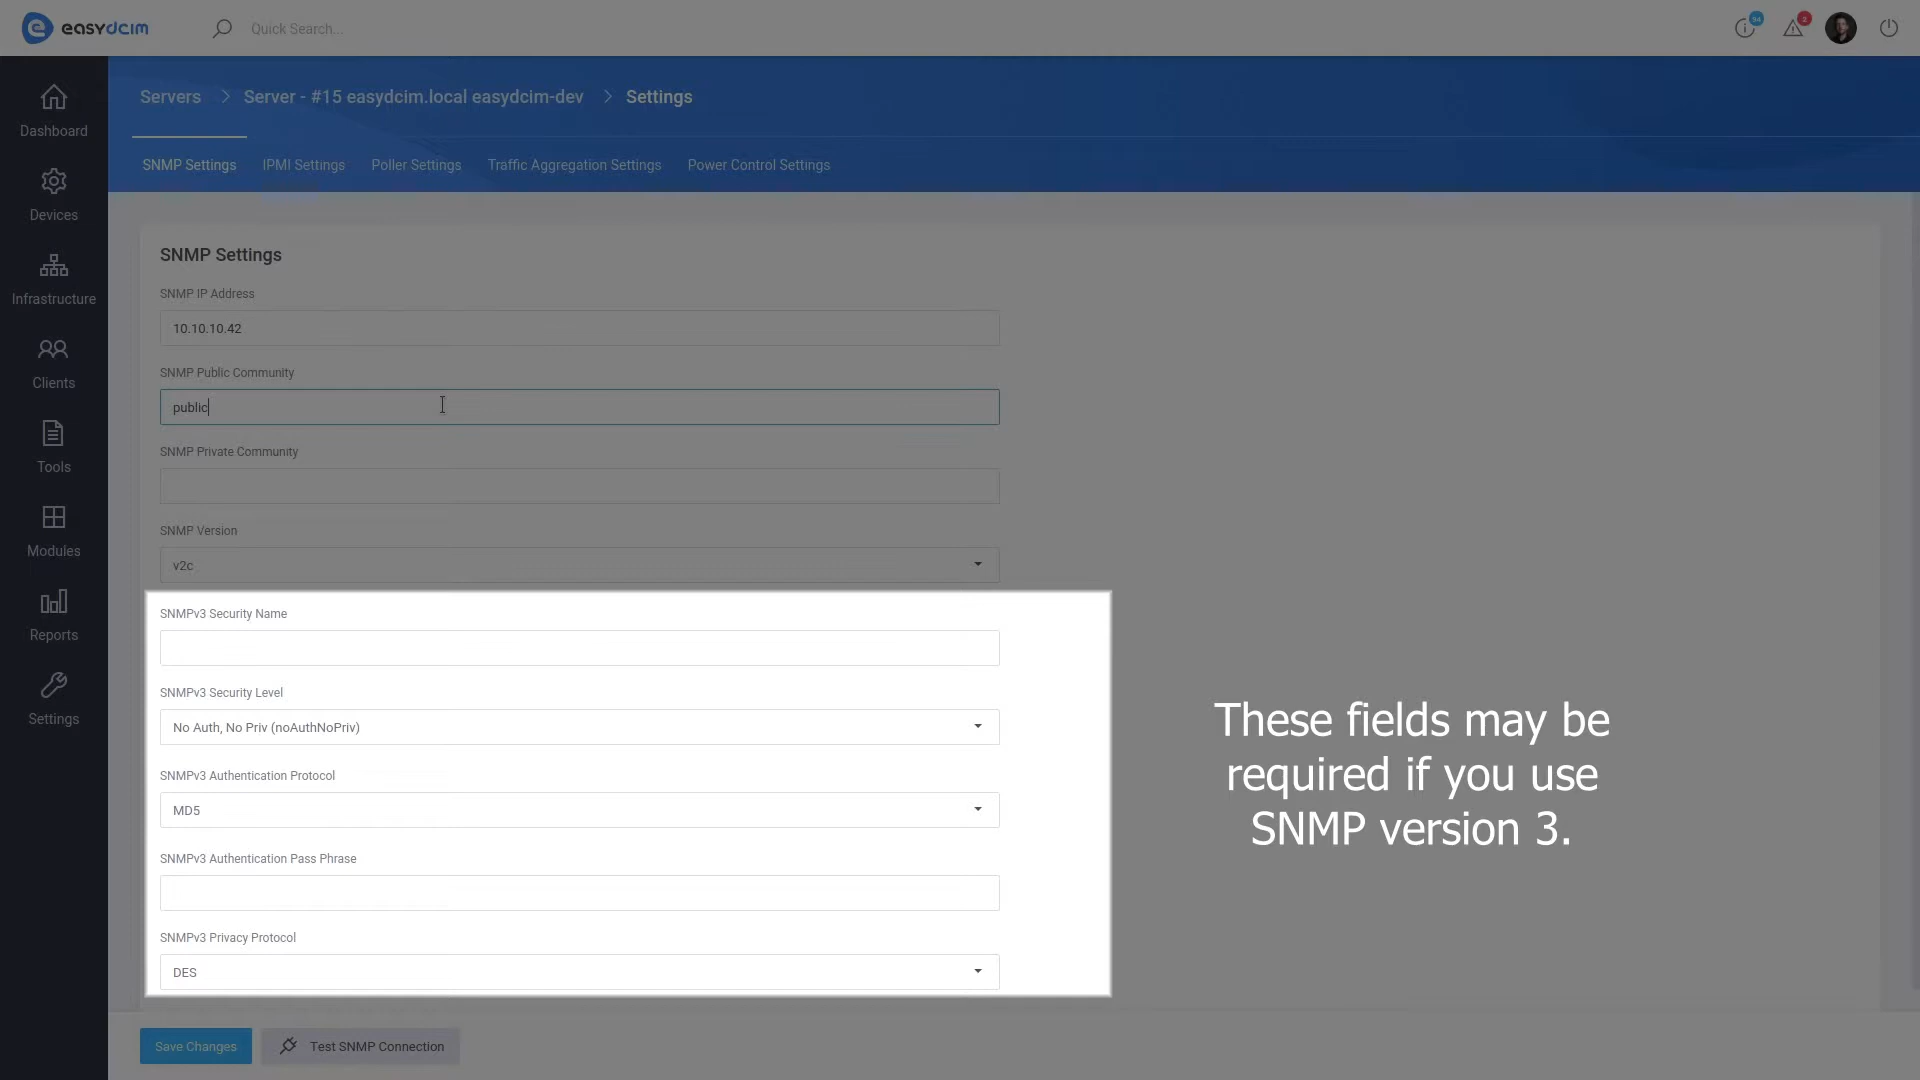 easydcim
Quick Search...
94
2
Servers > Server - #15 easydcim.local easydcim-dev > Settings
Dashboard
Devices
Infrastructure
Clients
Tools
Modules
Reports
Settings
SNMP Settings
IPMI Settings
Poller Settings
Traffic Aggregation Settings
Power Control Settings
SNMP Settings
SNMP IP Address
10.10.10.42
SNMP Public Community
public
SNMP Private Community
SNMP Version
v2c
SNMPv3 Security Name
SNMPv3 Security Level
No Auth, No Priv (noAuthNoPriv)
SNMPv3 Authentication Protocol
MD5
SNMPv3 Authentication Pass Phrase
SNMPv3 Privacy Protocol
DES
These fields may be
required if you use
SNMP version 3.
Save Changes
Test SNMP Connection